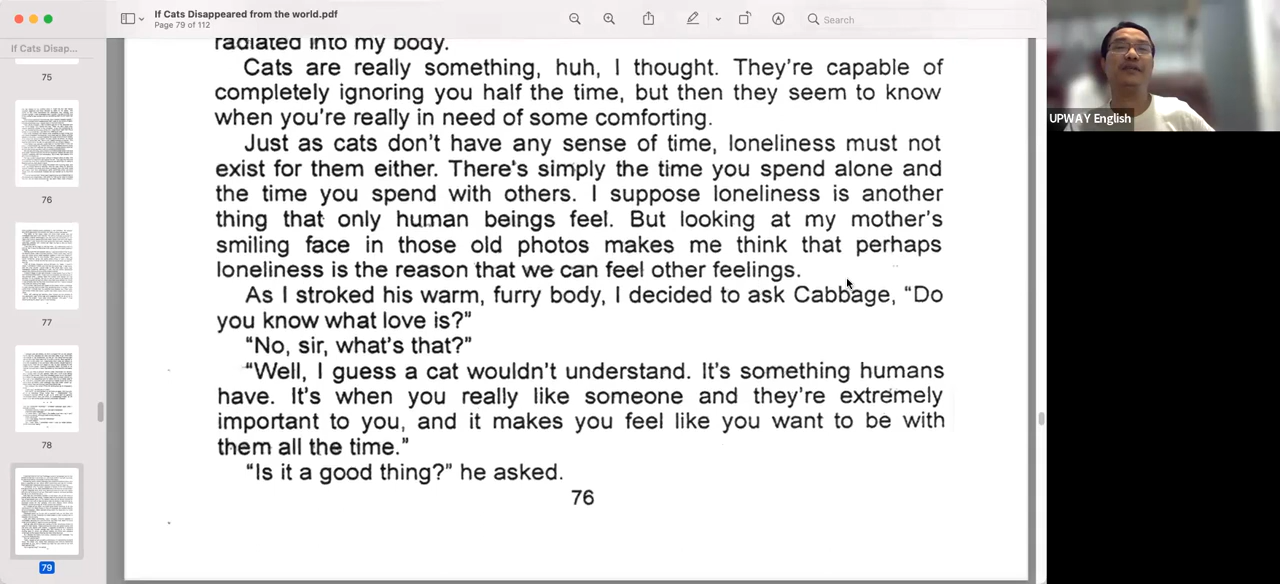 If Cats Disappeared from the world.pdf
Page 79 of 112
Search
If Cats Disap...
75
76
77
78
79
radiated into my body.
Cats are really something, huh, I thought. They're capable of
completely ignoring you half the time, but then they seem to know
when you're really in need of some comforting.
Just as cats don't have any sense of time, loneliness must not
exist for them either. There's simply the time you spend alone and
the time you spend with others. I suppose loneliness is another
thing that only human beings feel. But looking at my mother's
smiling face in those old photos makes me think that perhaps
loneliness is the reason that we can feel other feelings.
As I stroked his warm, furry body, I decided to ask Cabbage, “Do
you know what love is?”
“No, sir, what's that?”
“Well, I guess a cat wouldn't understand. It's something humans
have. It's when you really like someone and they're extremely
important to you, and it makes you feel like you want to be with
them all the time.”
“Is it a good thing?” he asked.
76
UPWAY English